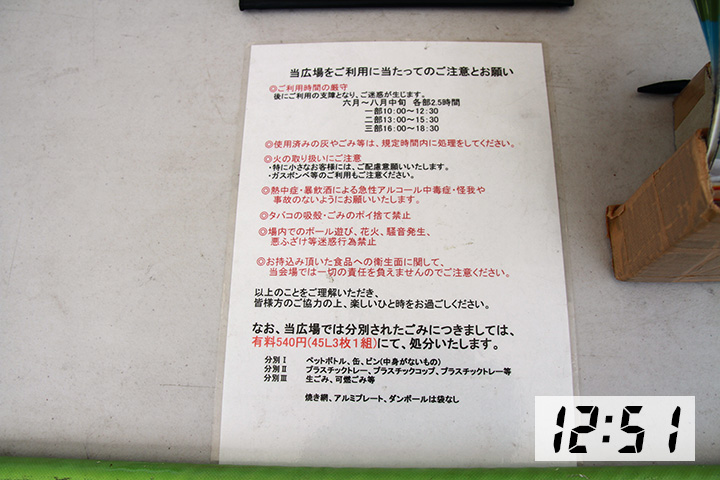 当広場をご利用に当たってのご注意とお願い
◎ご利用時間の厳守
後にご利用の支障となり、ご迷惑が生じます。
六月～八月中旬 各部2.5時間
一部10:00～12:30
二部13:00～15:30
三部16:00～18:30
◎使用済みの灰やごみ等は、規定時間内に処理をしてください。
◎火の取り扱いにご注意
・特に小さなお客様には、ご配慮意願いいたします。
・ガスボンベ等のご利用もご注意ください。
◎熱中症・暴飲酒による急性アルコール中毒症・怪我や
事故のないようにお願いいたします。
◎タバコの吸殻・ごみのポイ捨て禁止
◎場内でのボール遊び、花火、騒音発生、
悪ふざけ等迷惑行為禁止
◎お持込み頂いた食品への衛生面に関して、
当会場では一切の責任を負えませんのでご注意ください。
以上のことをご理解いただき、
皆様方のご協力の上、楽しいひと時をお過ごしください。
なお、当広場では分別されたごみにつきましては、
有料540円(45L3枚1組)にて、処分いたします。
分別Ⅰ ペットボトル、缶、ビン(中身がないもの)
分別Ⅱ プラスチックトレー、プラスチックコップ、プラスチックトレー等
分別Ⅲ 生ごみ、可燃ごみ等
焼き網、アルミプレート、ダンボールは袋なし
12:51